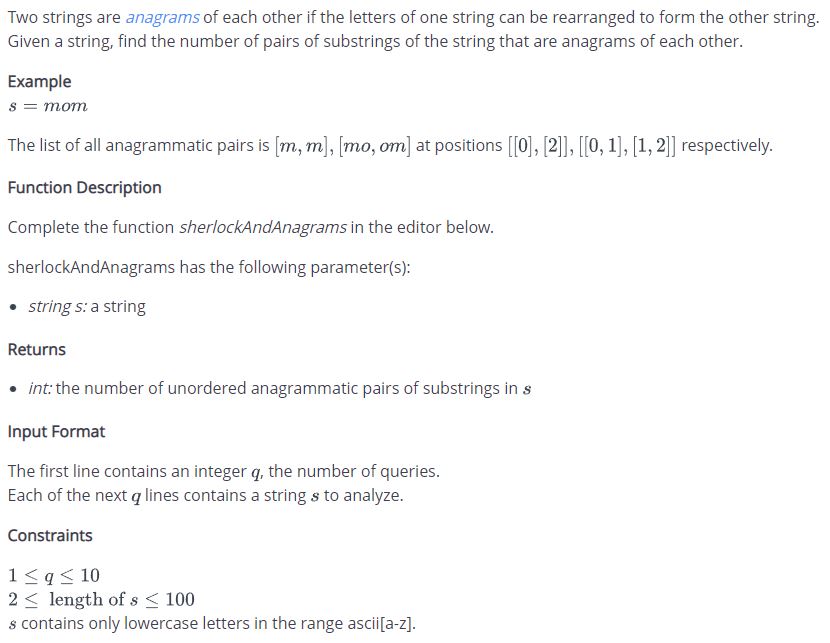 Two strings are anagrams of each other if the letters of one string can be rearranged to form the other string.
Given a string, find the number of pairs of substrings of the string that are anagrams of each other.
Example
s = mom
The list of all anagrammatic pairs is [m, m], [mo, om] at positions [[0], [2]], [[0, 1], [1, 2]] respectively.
Function Description
Complete the function sherlockAndAnagrams in the editor below.
sherlockAndAnagrams has the following parameter(s):
• string s: a string
Returns
• int: the number of unordered anagrammatic pairs of substrings in s
Input Format
The first line contains an integer q, the number of queries.
Each of the next q lines contains a string s to analyze.
Constraints
1 ≤ q ≤ 10
2 ≤ length of s ≤ 100
s contains only lowercase letters in the range ascii[a-z].